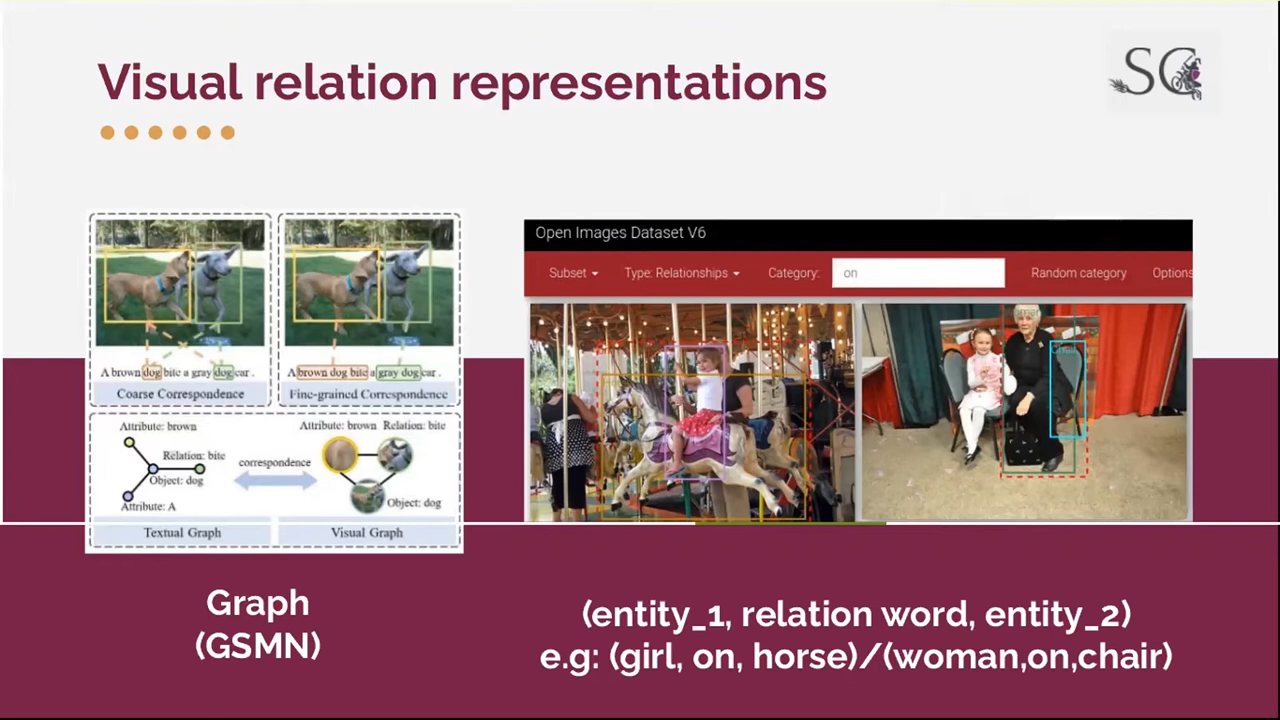 Visual relation representations
SC
A brown dog bite a gray dog car .
Coarse Correspondence
A brown dog bite a gray dog car .
Fine-grained Correspondence
Attribute: brown
Relation: bite
Object: dog
Attribute: A
correspondence
Attribute: brown Relation: bite
Object: dog
Textual Graph
Visual Graph
Graph
(GSMN)
Open Images Dataset V6
Subset Type: Relationships Category: on Random category Options
Chair
(entity_1, relation word, entity_2)
e.g: (girl, on, horse)/(woman,on,chair)